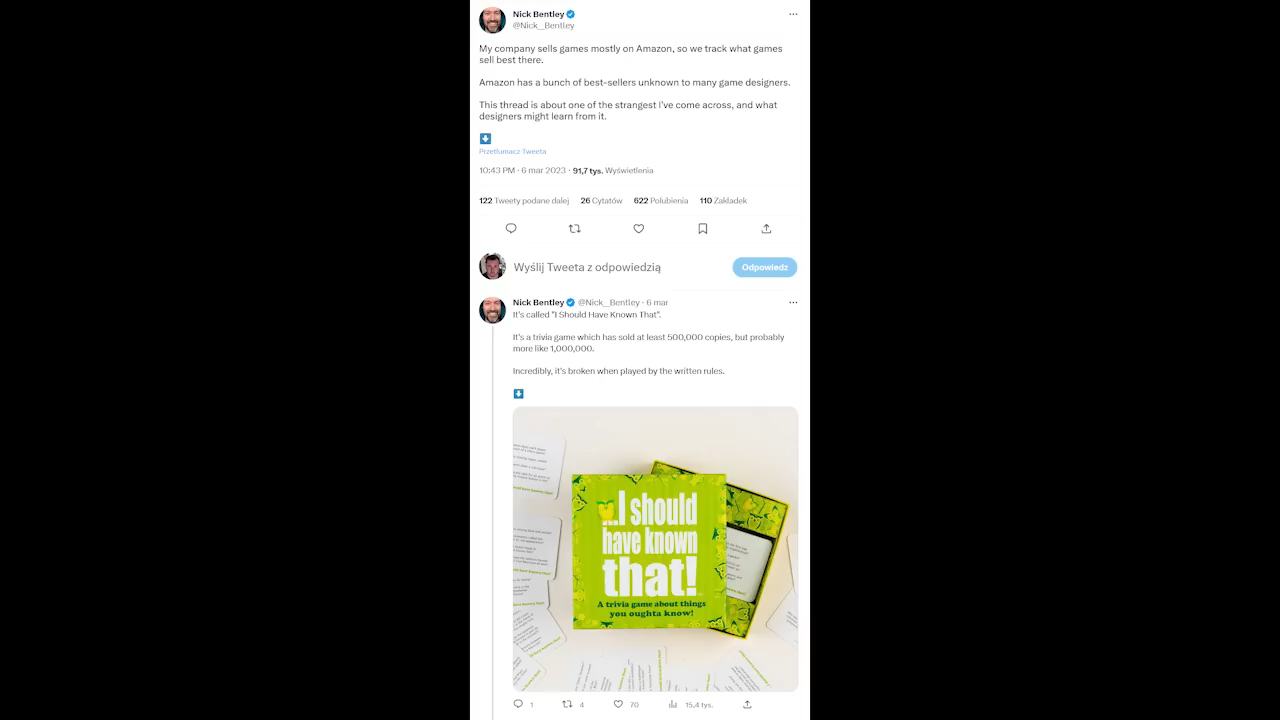 Nick Bentley
@Nick_Bentley
My company sells games mostly on Amazon, so we track what games
sell best there.
Amazon has a bunch of best-sellers unknown to many game designers.
This thread is about one of the strangest I've come across, and what
designers might learn from it.
Przetłumacz Tweeta
10:43 PM · 6 mar 2023 · 91,7 tys. Wyświetlenia
122 Tweety podane dalej 26 Cytatów 622 Polubienia 110 Zakładek
Wyślij Tweeta z odpowiedzią
Odpowiedz
Nick Bentley @Nick_Bentley · 6 mar
It's called "I Should Have Known That".
It's a trivia game which has sold at least 500,000 copies, but probably
more like 1,000,000.
Incredibly, it's broken when played by the written rules.
...I should
have known
that!
A trivia game about things
you oughta know!
1 4 70 15,4 tys.